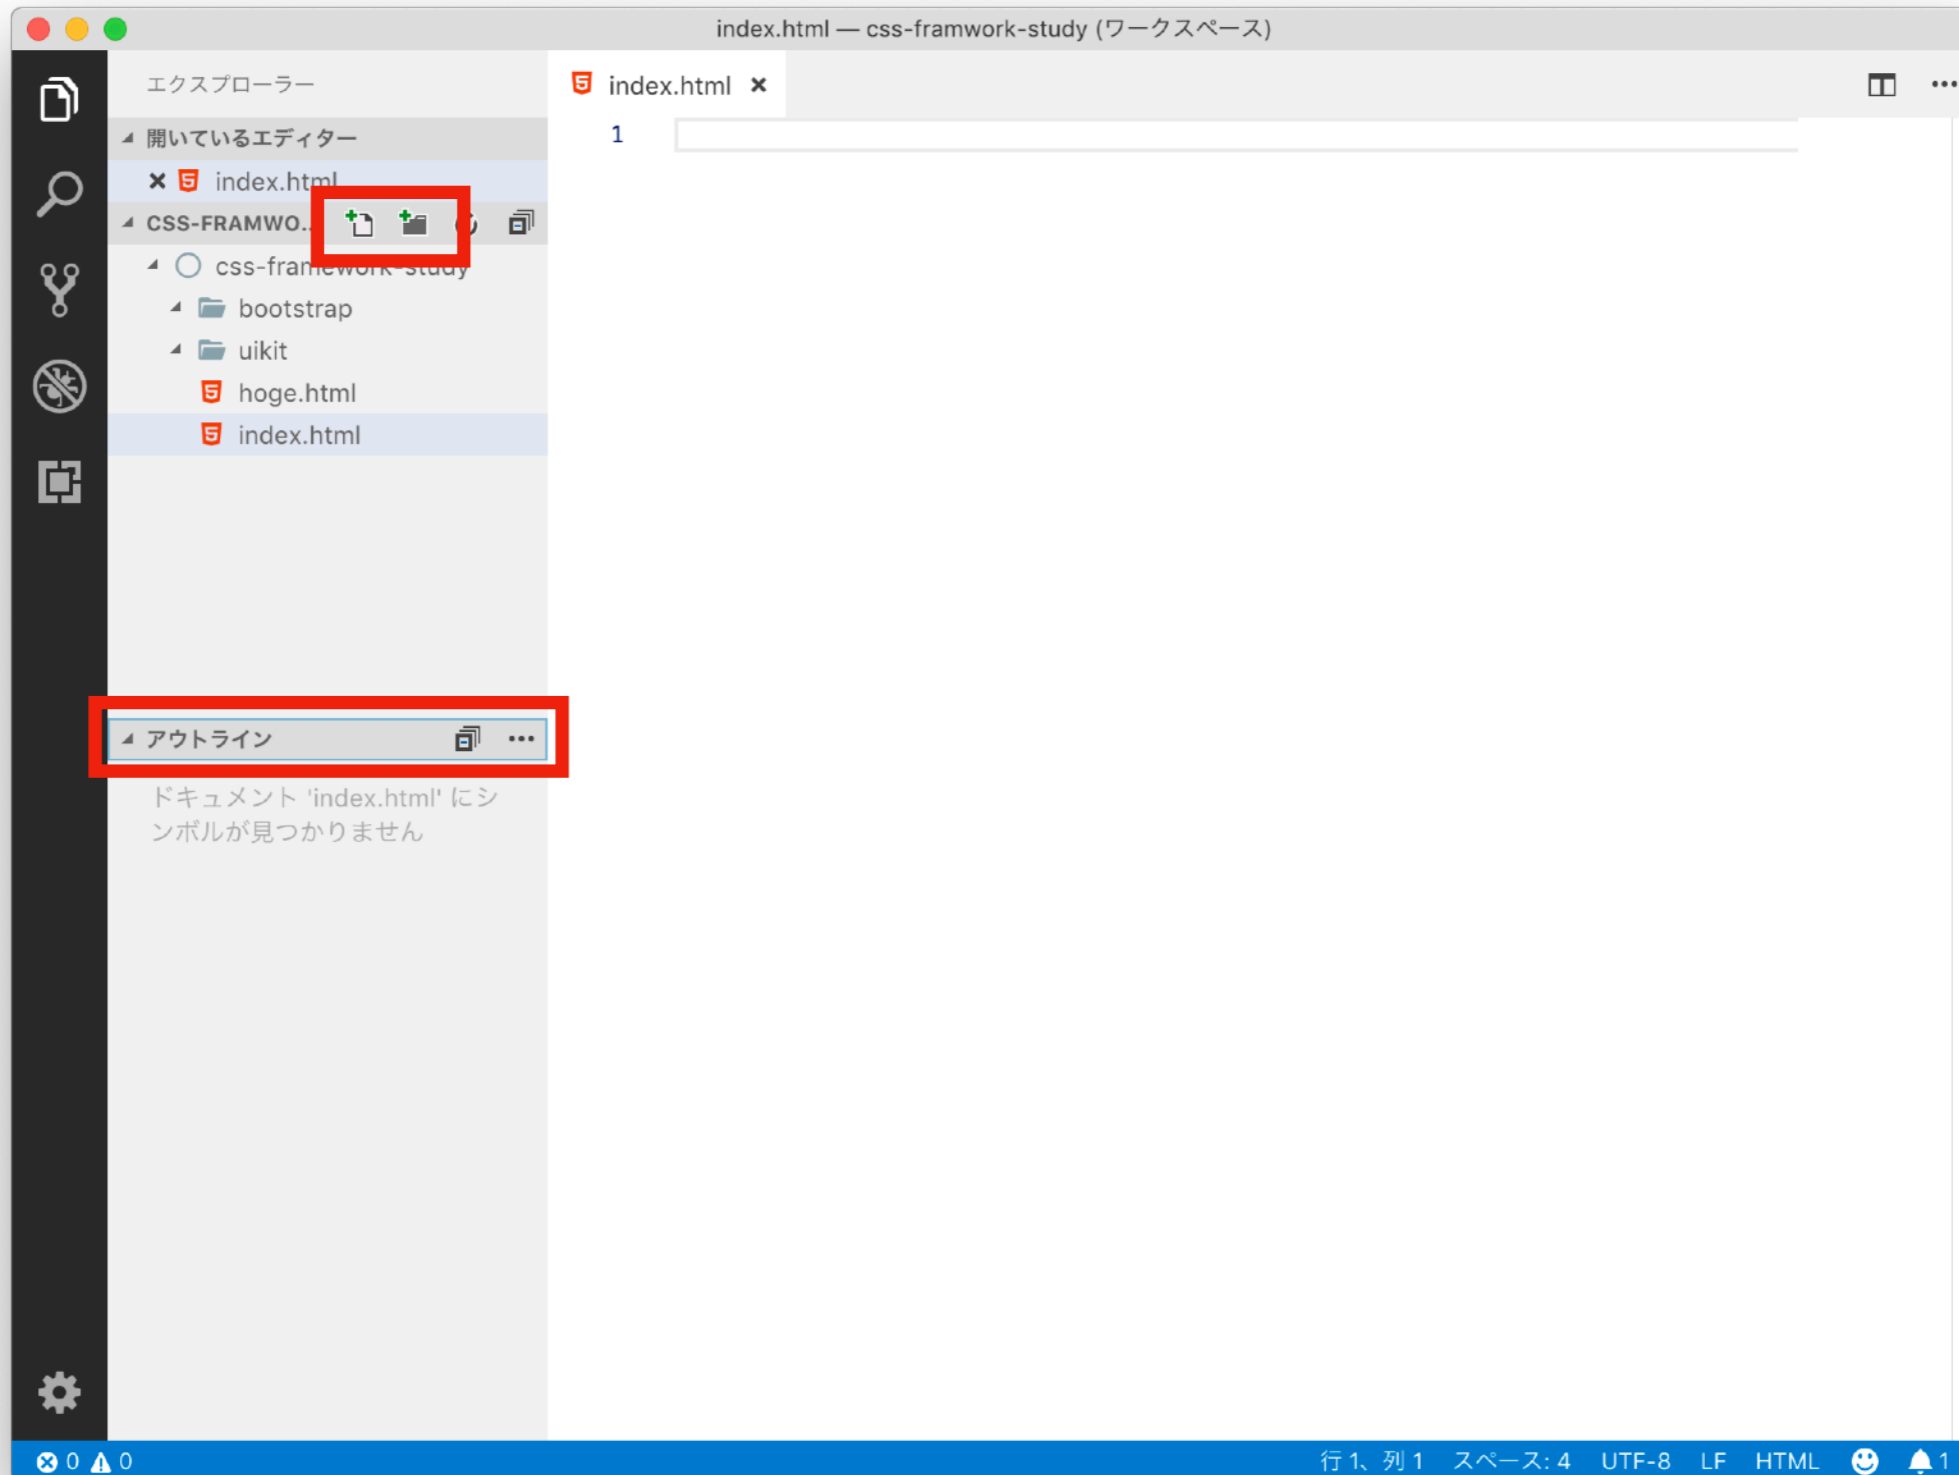 index.html — css-framwork-study (ワークスペース)
エクスプローラー
index.html
開いているエディター
index.html
CSS-FRAMWO...
css-framework-study
bootstrap
uikit
hoge.html
index.html
1
アウトライン
ドキュメント 'index.html' にシ
ンボルが見つかりません
0 0
行 1、列 1 スペース: 4 UTF-8 LF HTML 1